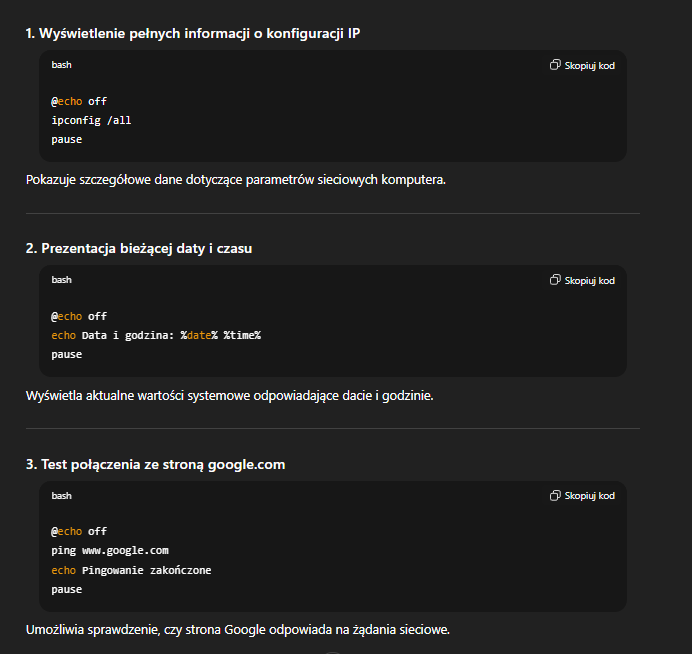 1. Wyświetlenie pełnych informacji o konfiguracji IP
bash
Skopiuj kod
@echo off
ipconfig /all
pause
Pokazuje szczegółowe dane dotyczące parametrów sieciowych komputera.
2. Prezentacja bieżącej daty i czasu
bash
Skopiuj kod
@echo off
echo Data i godzina: %date% %time%
pause
Wyświetla aktualne wartości systemowe odpowiadające dacie i godzinie.
3. Test połączenia ze stroną google.com
bash
Skopiuj kod
@echo off
ping www.google.com
echo Pingowanie zakończone
pause
Umożliwia sprawdzenie, czy strona Google odpowiada na żądania sieciowe.